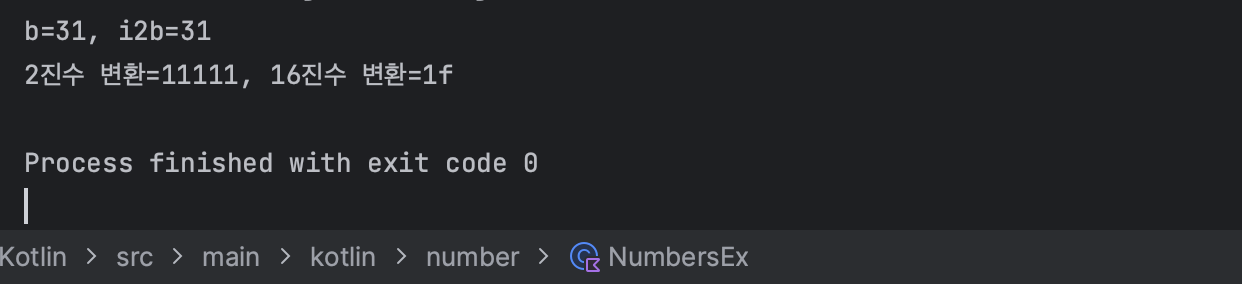 b=31, i2b=31
2진수 변환=11111, 16진수 변환=1f
Process finished with exit code 0
Kotlin > src > main > kotlin > number > NumbersEx